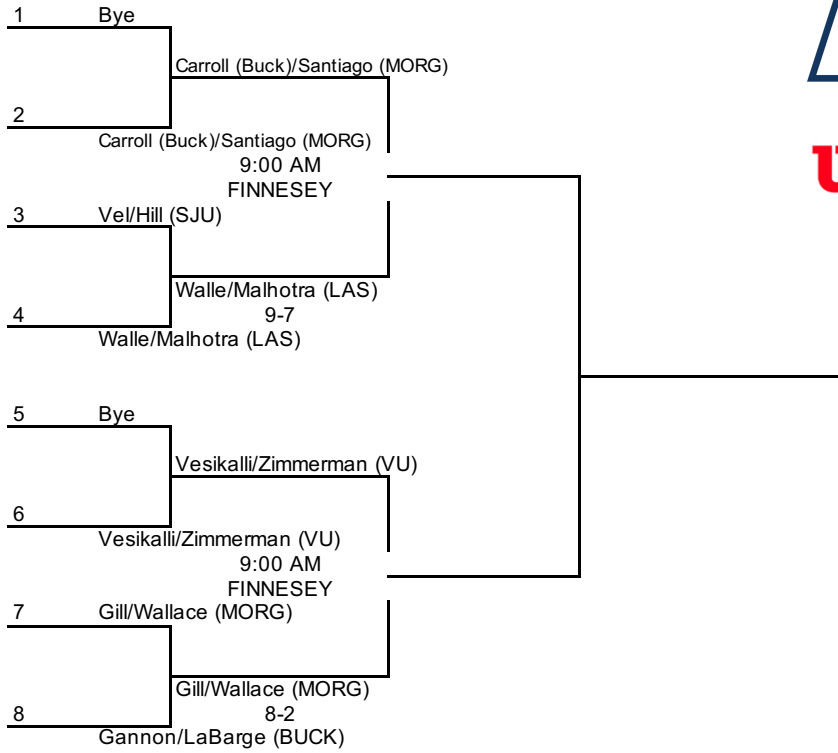 1 Bye
Carroll (Buck)/Santiago (MORG)
2
Carroll (Buck)/Santiago (MORG)
9:00 AM
FINNESEY
3 Vel/Hill (SJU)
Walle/Malhotra (LAS)
4 9-7
Walle/Malhotra (LAS)
5 Bye
Vesikalli/Zimmerman (VU)
6
Vesikalli/Zimmerman (VU)
9:00 AM
FINNESEY
7 Gill/Wallace (MORG)
Gill/Wallace (MORG)
8 8-2
Gannon/LaBarge (BUCK)